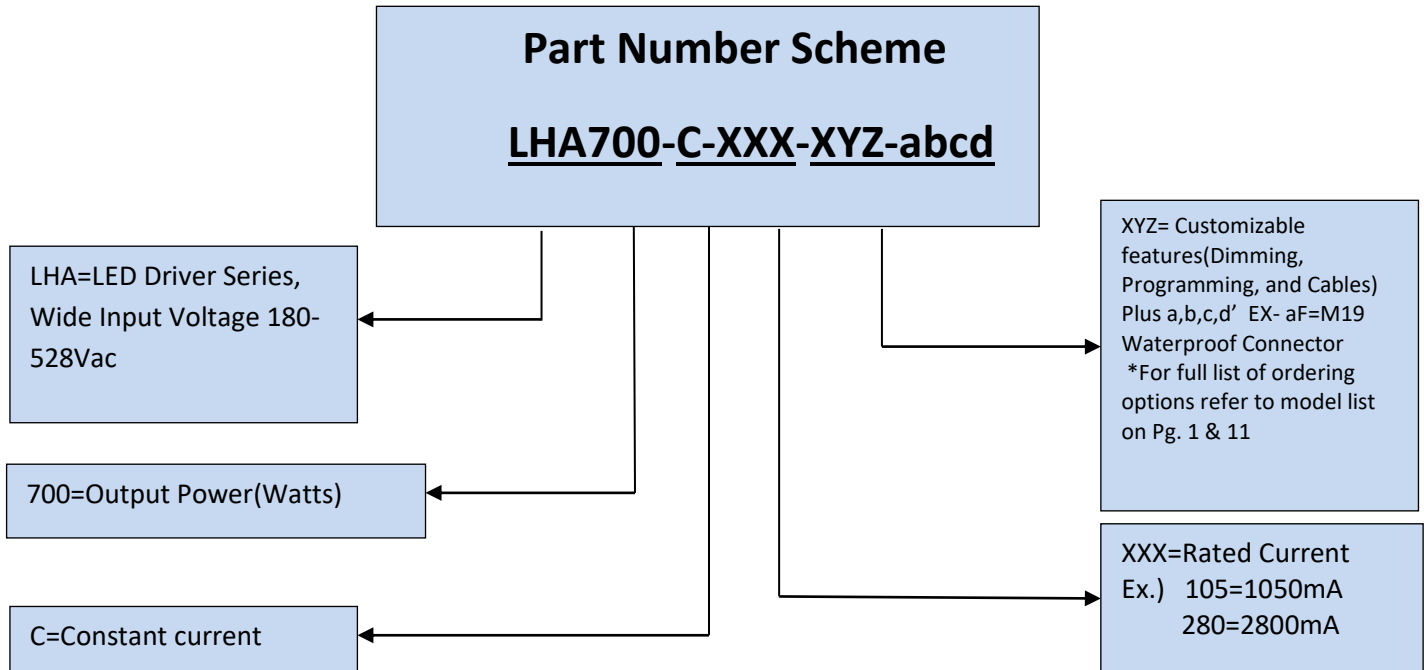 Part Number Scheme
LHA700-C-XXX-XYZ-abcd
LHA=LED Driver Series,
Wide Input Voltage 180-
528Vac
700=Output Power(Watts)
C=Constant current
XYZ= Customizable
features(Dimming,
Programming, and Cables)
Plus a,b,c,d’ EX- aF=M19
Waterproof Connector
*For full list of ordering
options refer to model list
on Pg. 1 & 11
XXX=Rated Current
Ex.) 105=1050mA
280=2800mA